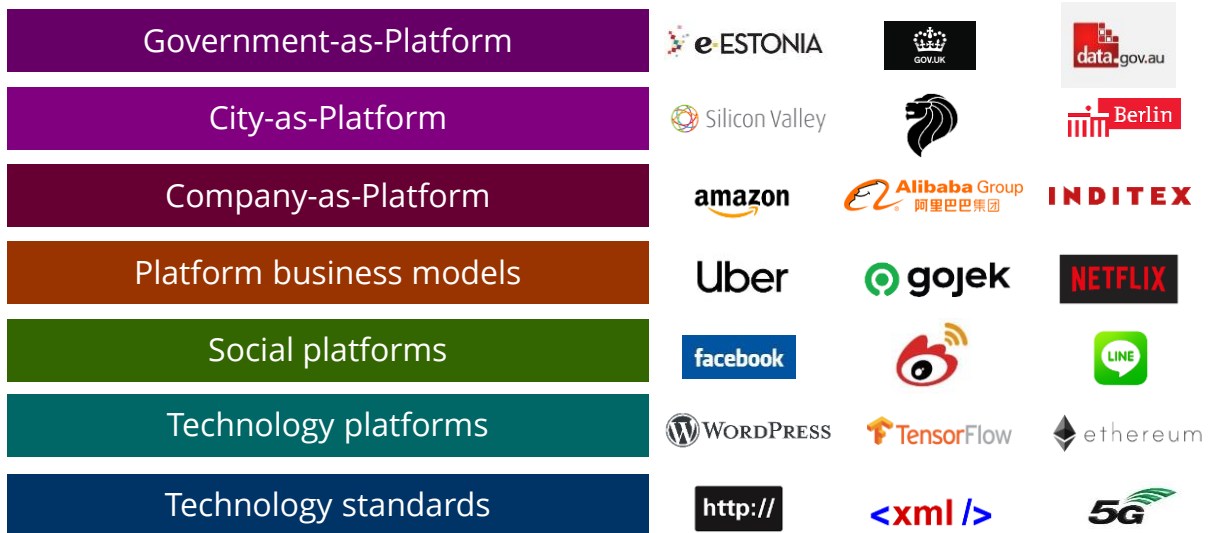 Government-as-Platform
e-ESTONIA
GOV.UK
data.gov.au
City-as-Platform
Silicon Valley
Berlin
Company-as-Platform
amazon
Alibaba Group
阿里巴巴集团
INDITEX
Platform business models
Uber
gojek
NETFLIX
Social platforms
facebook
LINE
Technology platforms
WORDPRESS
TensorFlow
ethereum
Technology standards
http://
<xml />
5G